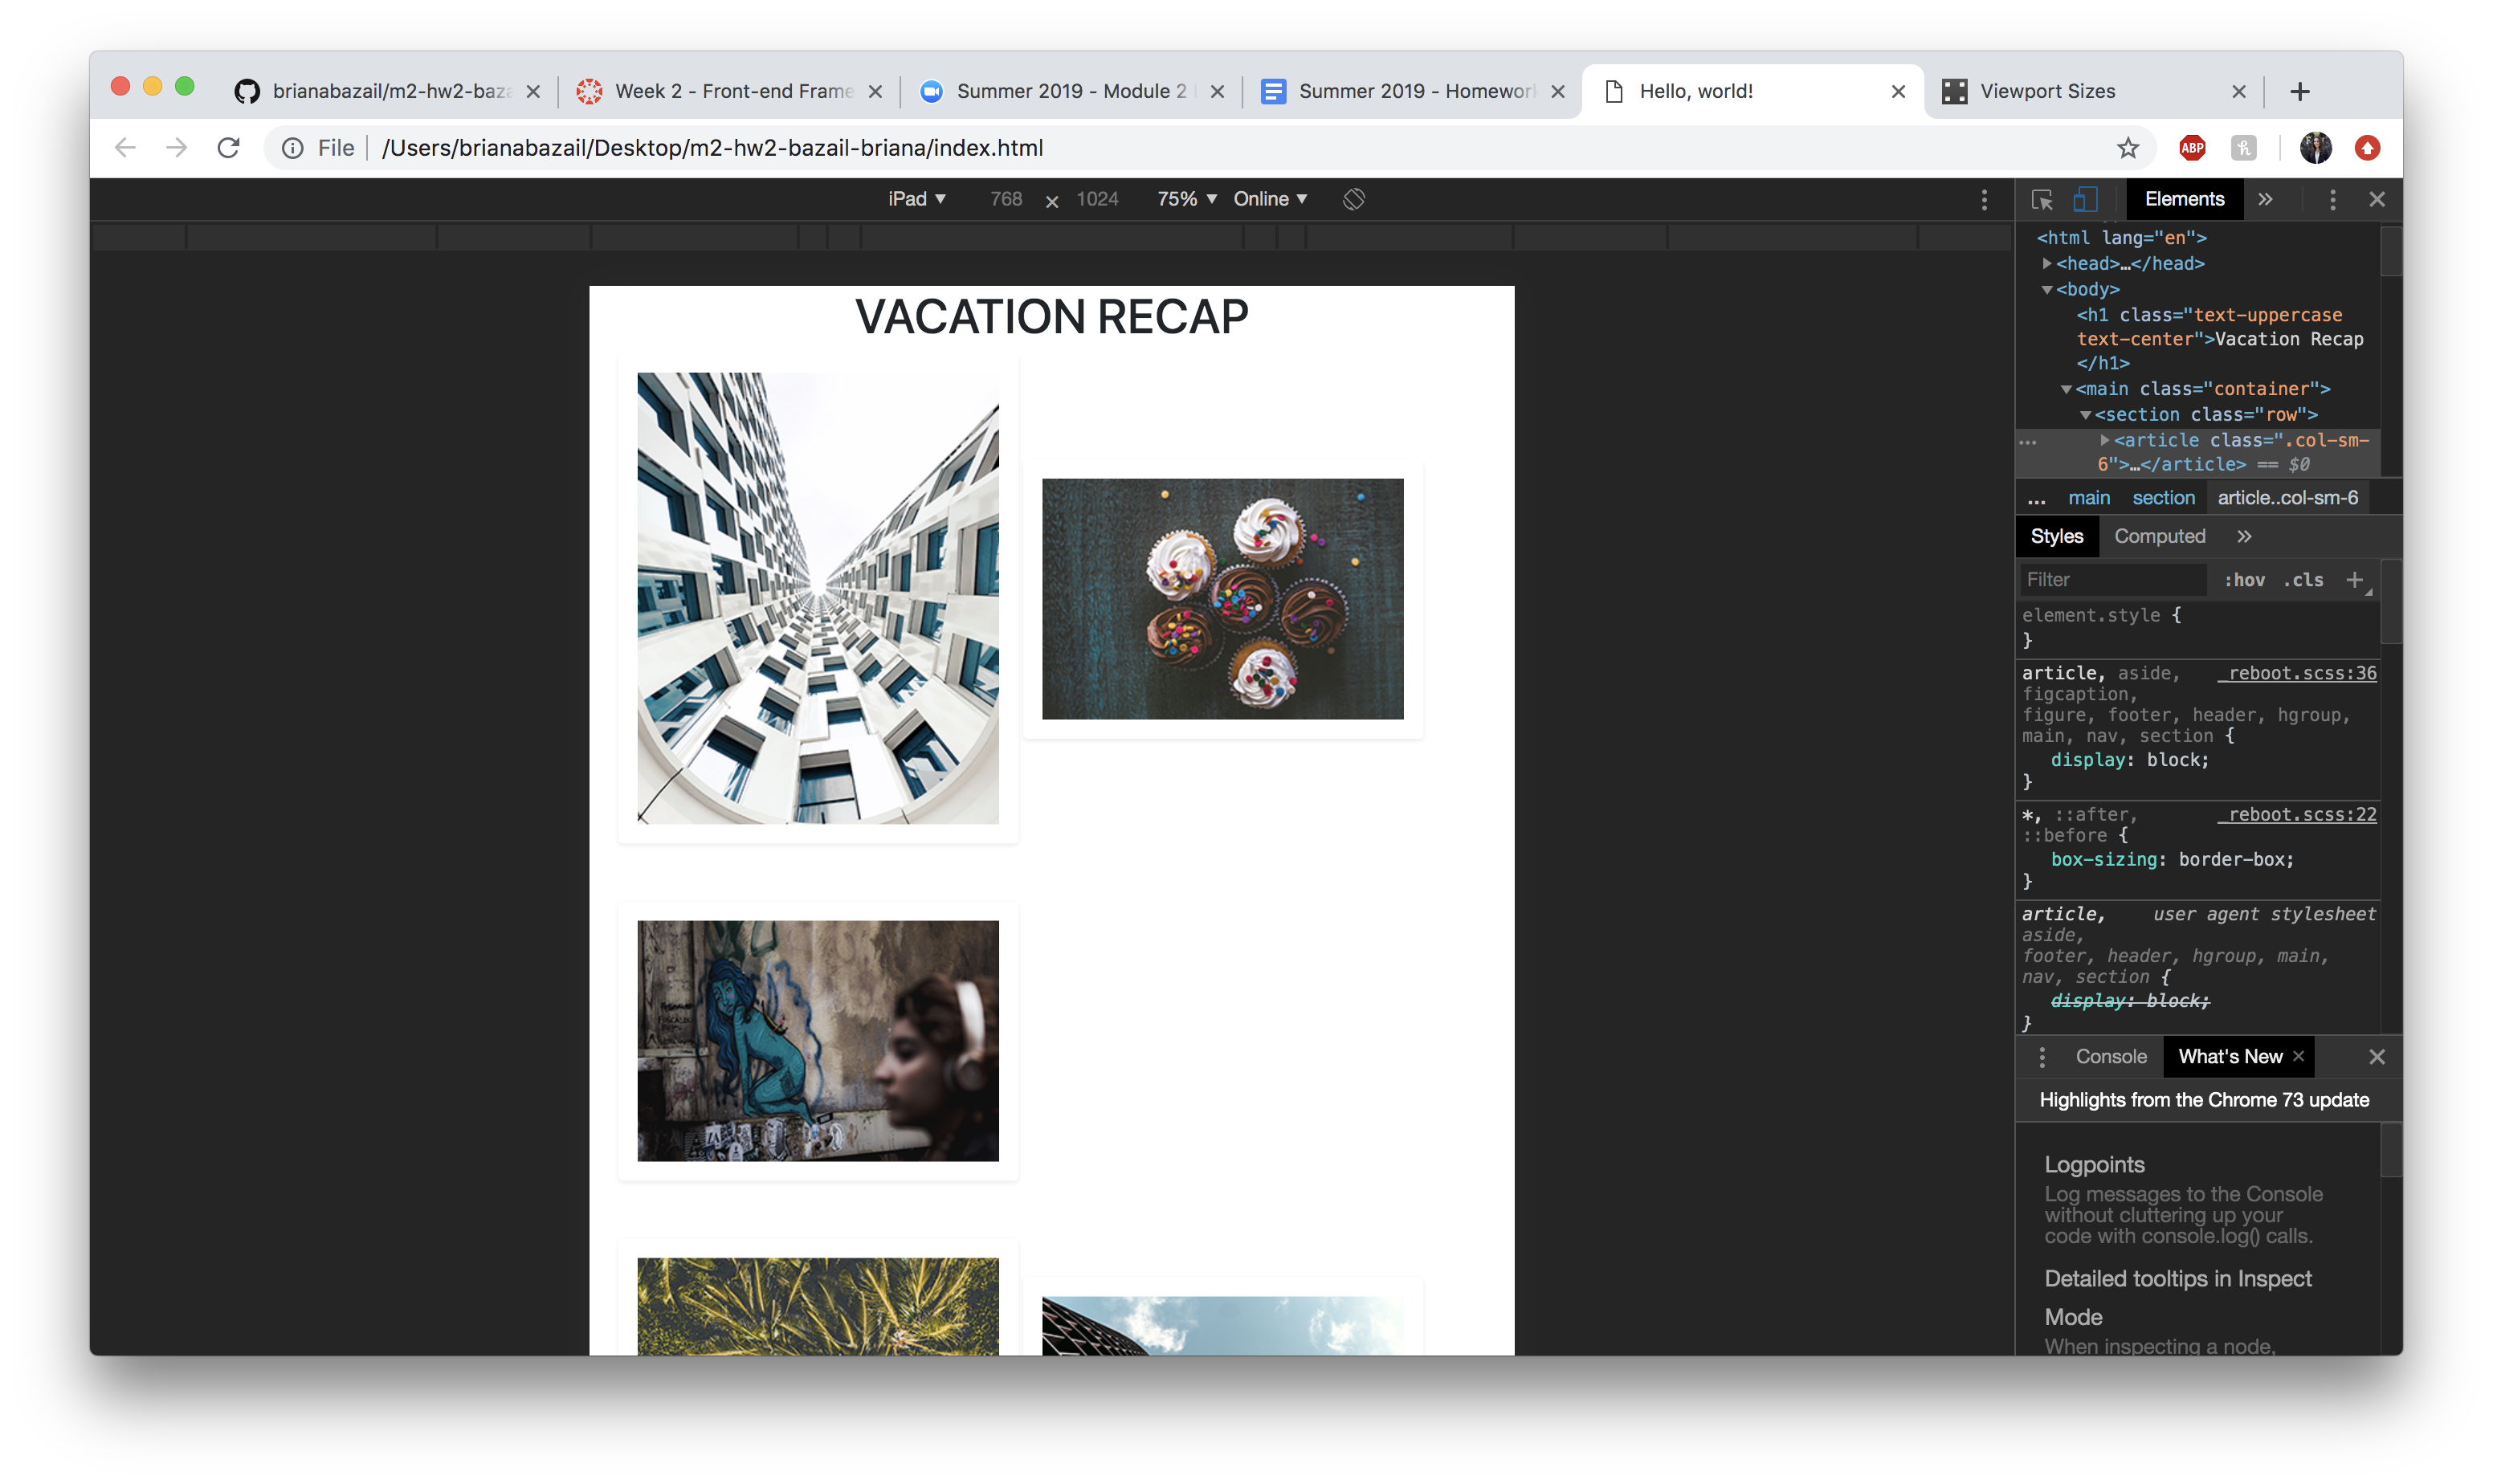 brianabazail/m2-hw2-baza
Week 2 - Front-end Frame
Summer 2019 - Module 2
Summer 2019 - Homewor
Hello, world!
Viewport Sizes
File /Users/brianabazail/Desktop/m2-hw2-bazail-briana/index.html
ABP
iPad ▼ 768 × 1024 75% ▼ Online ▼
VACATION RECAP
Elements »
<html lang="en">
▶<head>…</head>
▼<body>
<h1 class="text-uppercase
text-center">Vacation Recap
</h1>
▼<main class="container">
▼<section class="row">
… ▶<article class=".col-sm-
6">…</article> == $0
… main section article..col-sm-6
Styles Computed »
Filter :hov .cls +
element.style {
}
article, aside, _reboot.scss:36
figcaption,
figure, footer, header, hgroup,
main, nav, section {
display: block;
}
*, ::after, _reboot.scss:22
::before {
box-sizing: border-box;
}
article, user agent stylesheet
aside,
footer, header, hgroup, main,
nav, section {
display: block;
}
Console What's New ×
Highlights from the Chrome 73 update
Logpoints
Log messages to the Console
without cluttering up your
code with console.log() calls.
Detailed tooltips in Inspect
Mode
When inspecting a node,